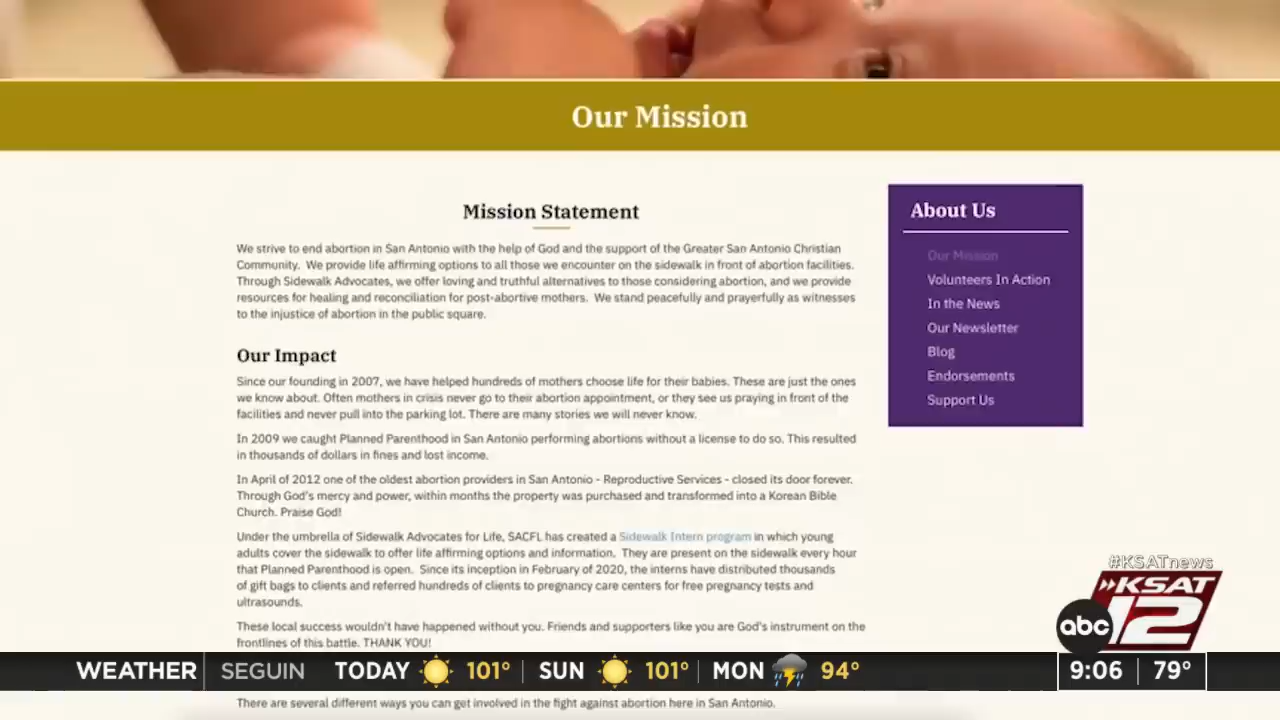 Our Mission
Mission Statement
We strive to end abortion in San Antonio with the help of God and the support of the Greater San Antonio Christian
Community. We provide life affirming options to all those we encounter on the sidewalk in front of abortion facilities.
Through Sidewalk Advocates, we offer loving and truthful alternatives to those considering abortion, and we provide
resources for healing and reconciliation for post-abortive mothers. We stand peacefully and prayerfully as witnesses
to the injustice of abortion in the public square.
Our Impact
Since our founding in 2007, we have helped hundreds of mothers choose life for their babies. These are just the ones
we know about. Often mothers in crisis never go to their abortion appointment, or they see us praying in front of the
facilities and never pull into the parking lot. There are many stories we will never know.
In 2009 we caught Planned Parenthood in San Antonio performing abortions without a license to do so. This resulted
in thousands of dollars in fines and lost income.
In April of 2012 one of the oldest abortion providers in San Antonio - Reproductive Services - closed its door forever.
Through God's mercy and power, within months the property was purchased and transformed into a Korean Bible
Church. Praise God!
Under the umbrella of Sidewalk Advocates for Life, SACFL has created a Sidewalk Intern program in which young
adults cover the sidewalk to offer life affirming options and information. They are present on the sidewalk every hour
that Planned Parenthood is open. Since its inception in February of 2020, the interns have distributed thousands
of gift bags to clients and referred hundreds of clients to pregnancy care centers for free pregnancy tests and
ultrasounds.
These local success wouldn't have happened without you. Friends and supporters like you are God's instrument on the
frontlines of this battle. THANK YOU!
There are several different ways you can get involved in the fight against abortion here in San Antonio.
About Us
Our Mission
Volunteers In Action
In the News
Our Newsletter
Blog
Endorsements
Support Us
#KSATnews
KSAT
12
abc
WEATHER SEGUIN TODAY 101° SUN 101° MON 94°
9:06 79°